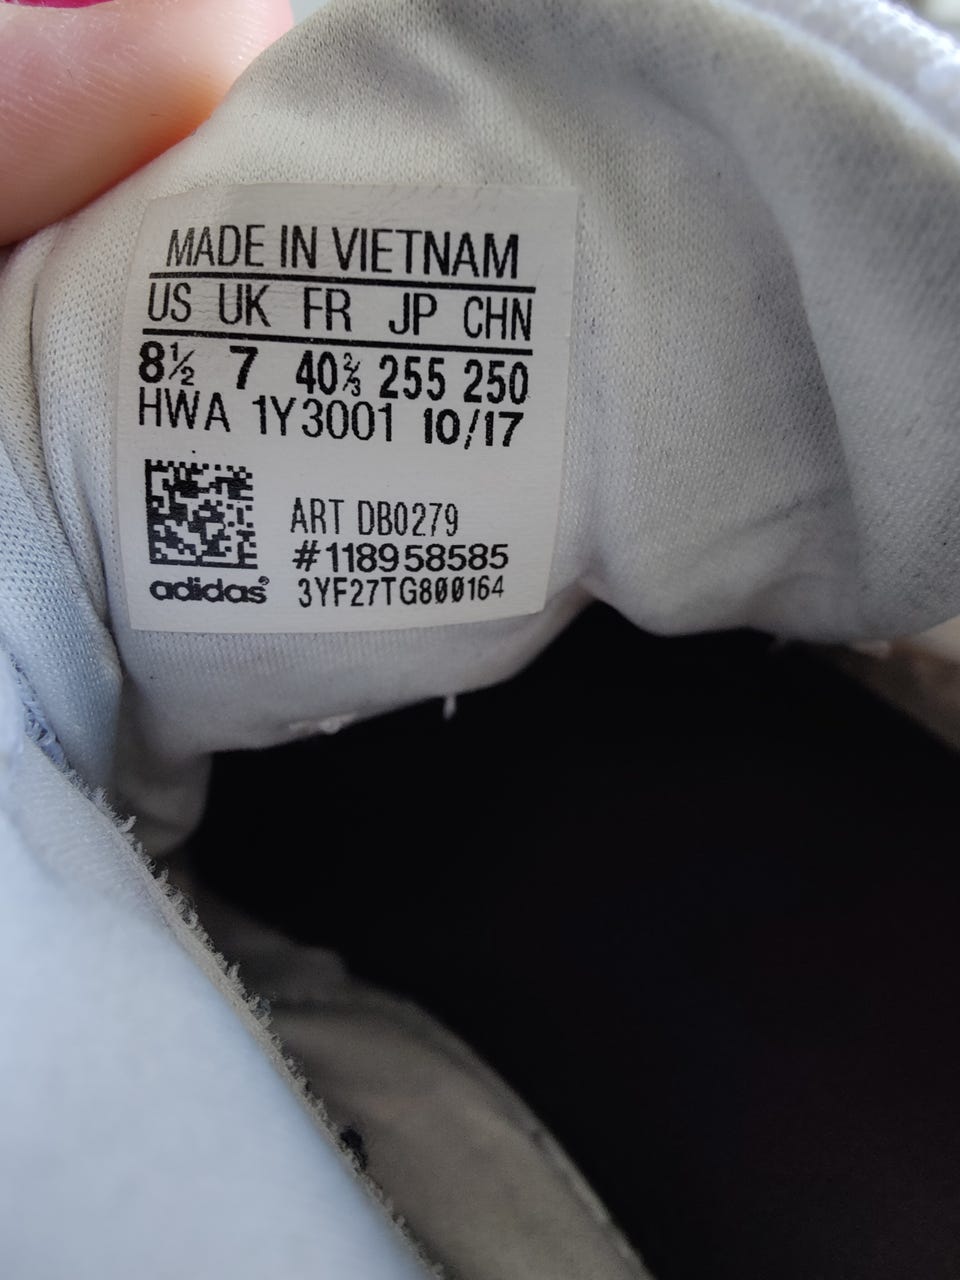 MADE IN VIETNAM
US UK FR JP CHN
8½ 7 40⅔ 255 250
HWA 1Y3001 10/17
ART DB0279
#118958585
adidas® 3YF27TG800164